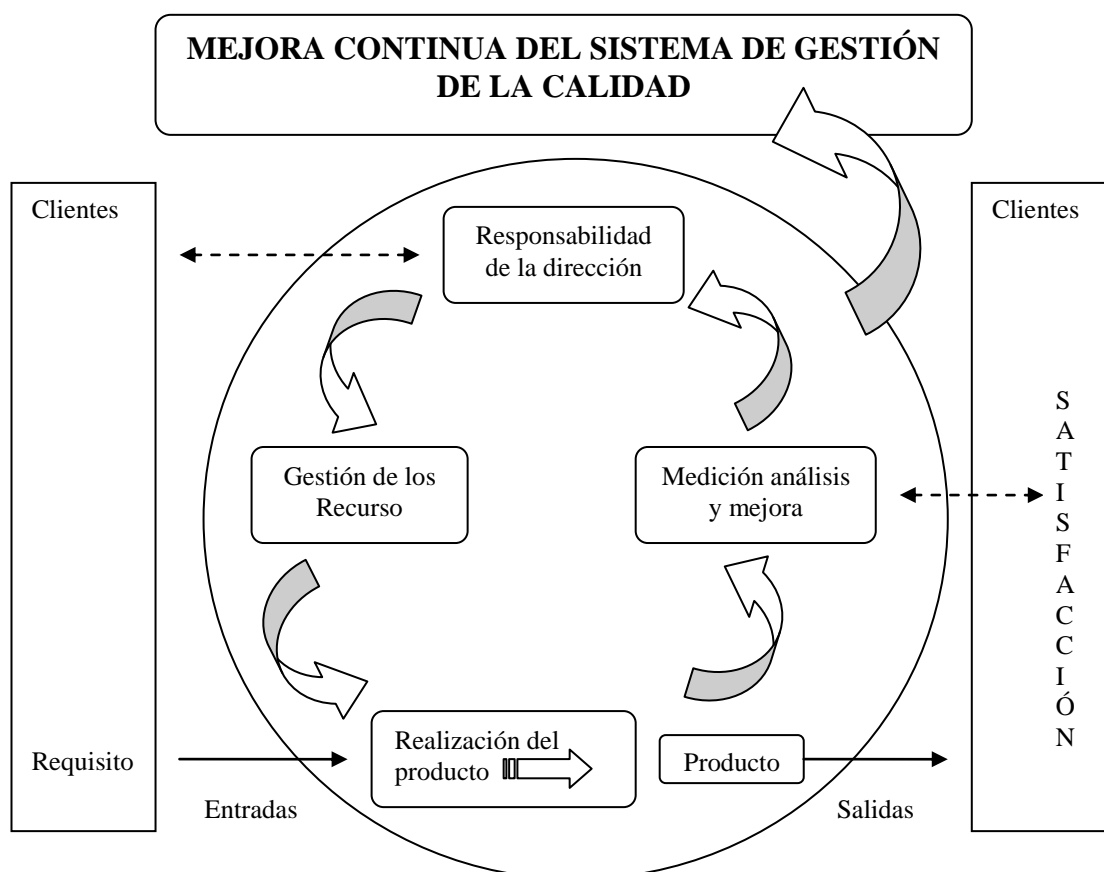 MEJORA CONTINUA DEL SISTEMA DE GESTIÓN
DE LA CALIDAD
Clientes
Clientes
Responsabilidad
de la dirección
Gestión de los
Recurso
Medición análisis
y mejora
SATISFACCIÓN
Realización del
producto
Requisito
Producto
Entradas
Salidas